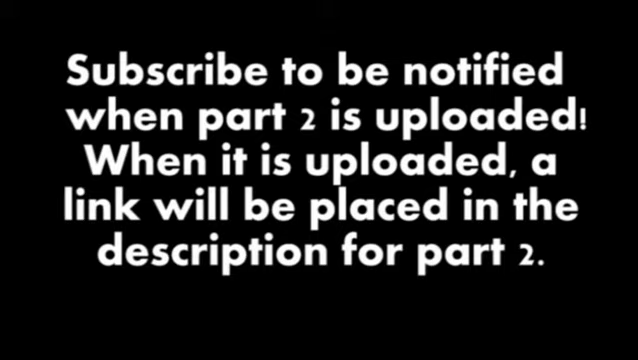 Subscribe to be notified
when part 2 is uploaded!
When it is uploaded, a
link will be placed in the
description for part 2.